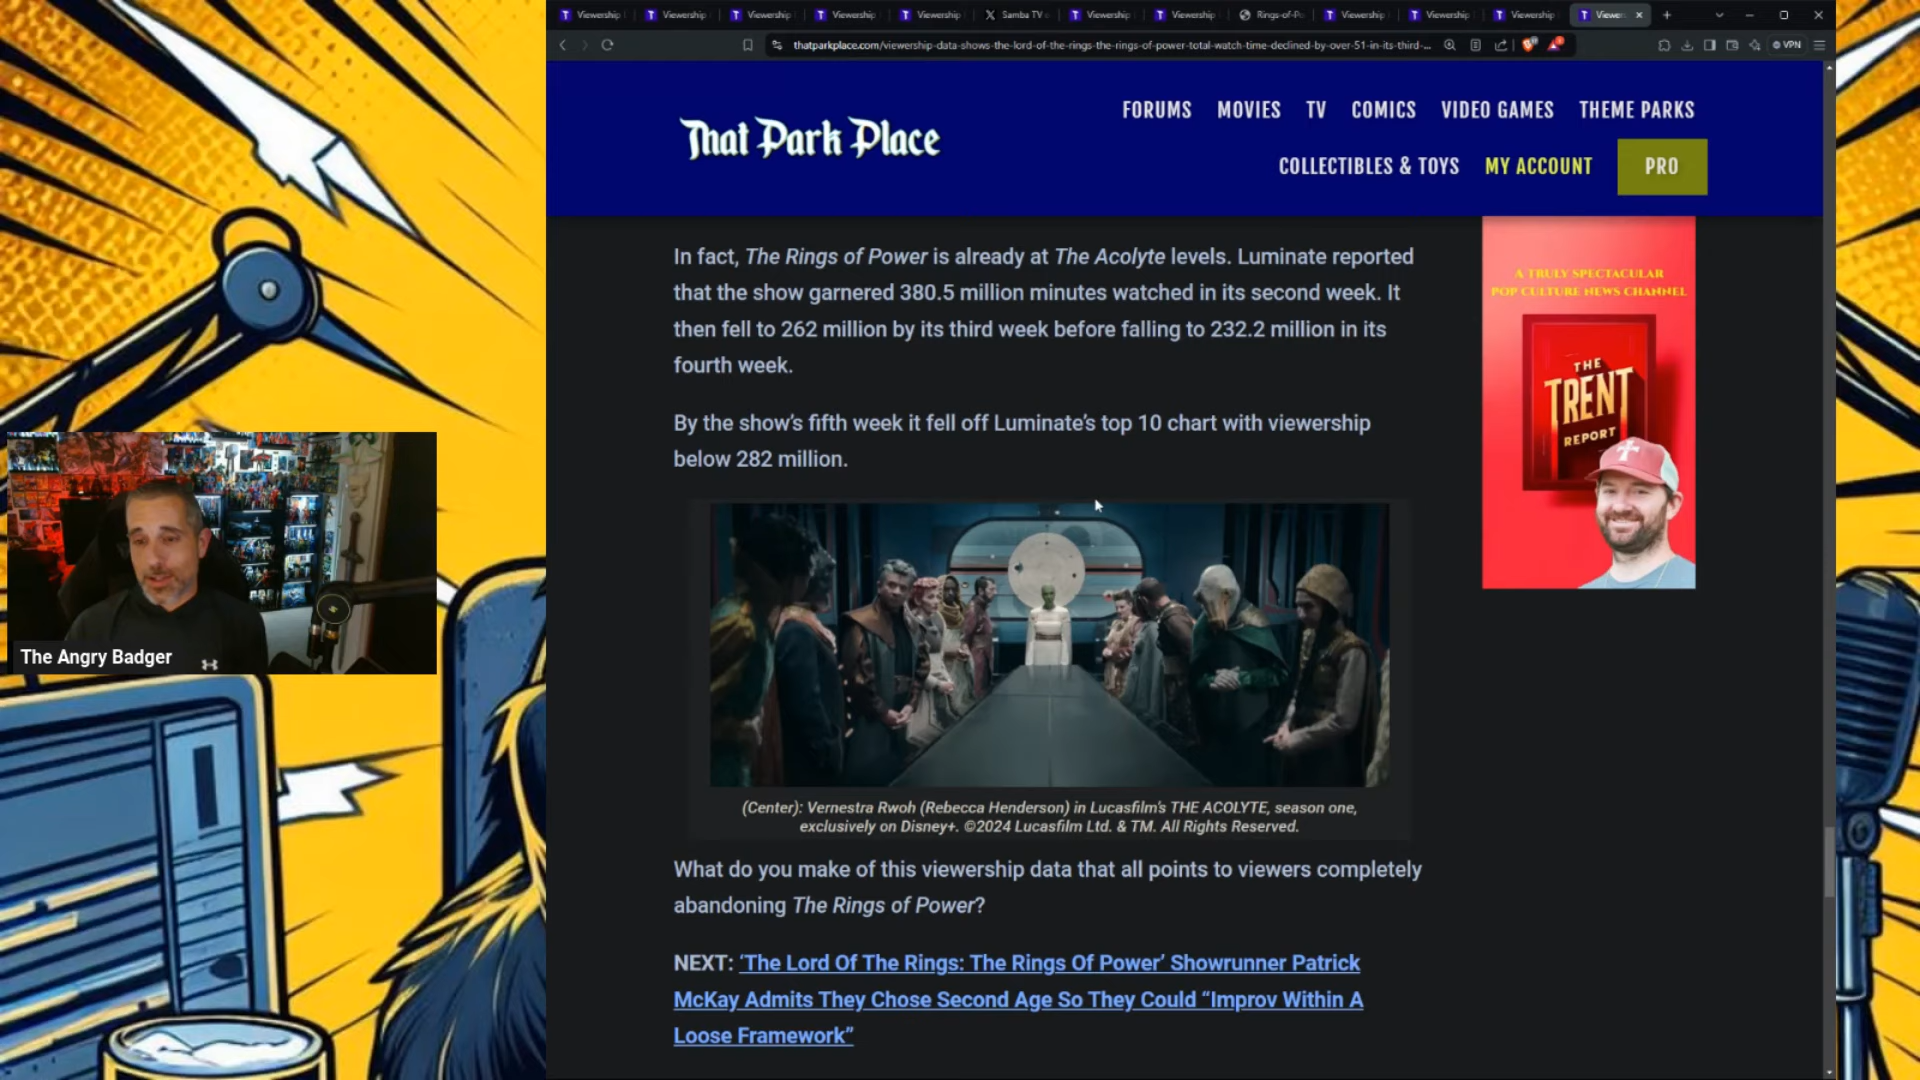 Viewership
Viewership
Viewership
Viewership
Viewership
Samba TV
Viewership
Viewership
Rings-of-Po
Viewership
Viewership
Viewership
Viewer
thatparkplace.com/viewership-data-shows-the-lord-of-the-rings-the-rings-of-power-total-watch-time-declined-by-over-51-in-its-third-...
VPN
That Park Place
FORUMS MOVIES TV COMICS VIDEO GAMES THEME PARKS
COLLECTIBLES & TOYS MY ACCOUNT PRO
In fact, The Rings of Power is already at The Acolyte levels. Luminate reported
that the show garnered 380.5 million minutes watched in its second week. It
then fell to 262 million by its third week before falling to 232.2 million in its
fourth week.
By the show’s fifth week it fell off Luminate’s top 10 chart with viewership
below 282 million.
(Center): Vernestra Rwoh (Rebecca Henderson) in Lucasfilm’s THE ACOLYTE, season one,
exclusively on Disney+. ©2024 Lucasfilm Ltd. & TM. All Rights Reserved.
What do you make of this viewership data that all points to viewers completely
abandoning The Rings of Power?
NEXT: ‘The Lord Of The Rings: The Rings Of Power’ Showrunner Patrick
McKay Admits They Chose Second Age So They Could “Improv Within A
Loose Framework”
A TRULY SPECTACULAR
POP CULTURE NEWS CHANNEL
THE
TRENT
REPORT
The Angry Badger